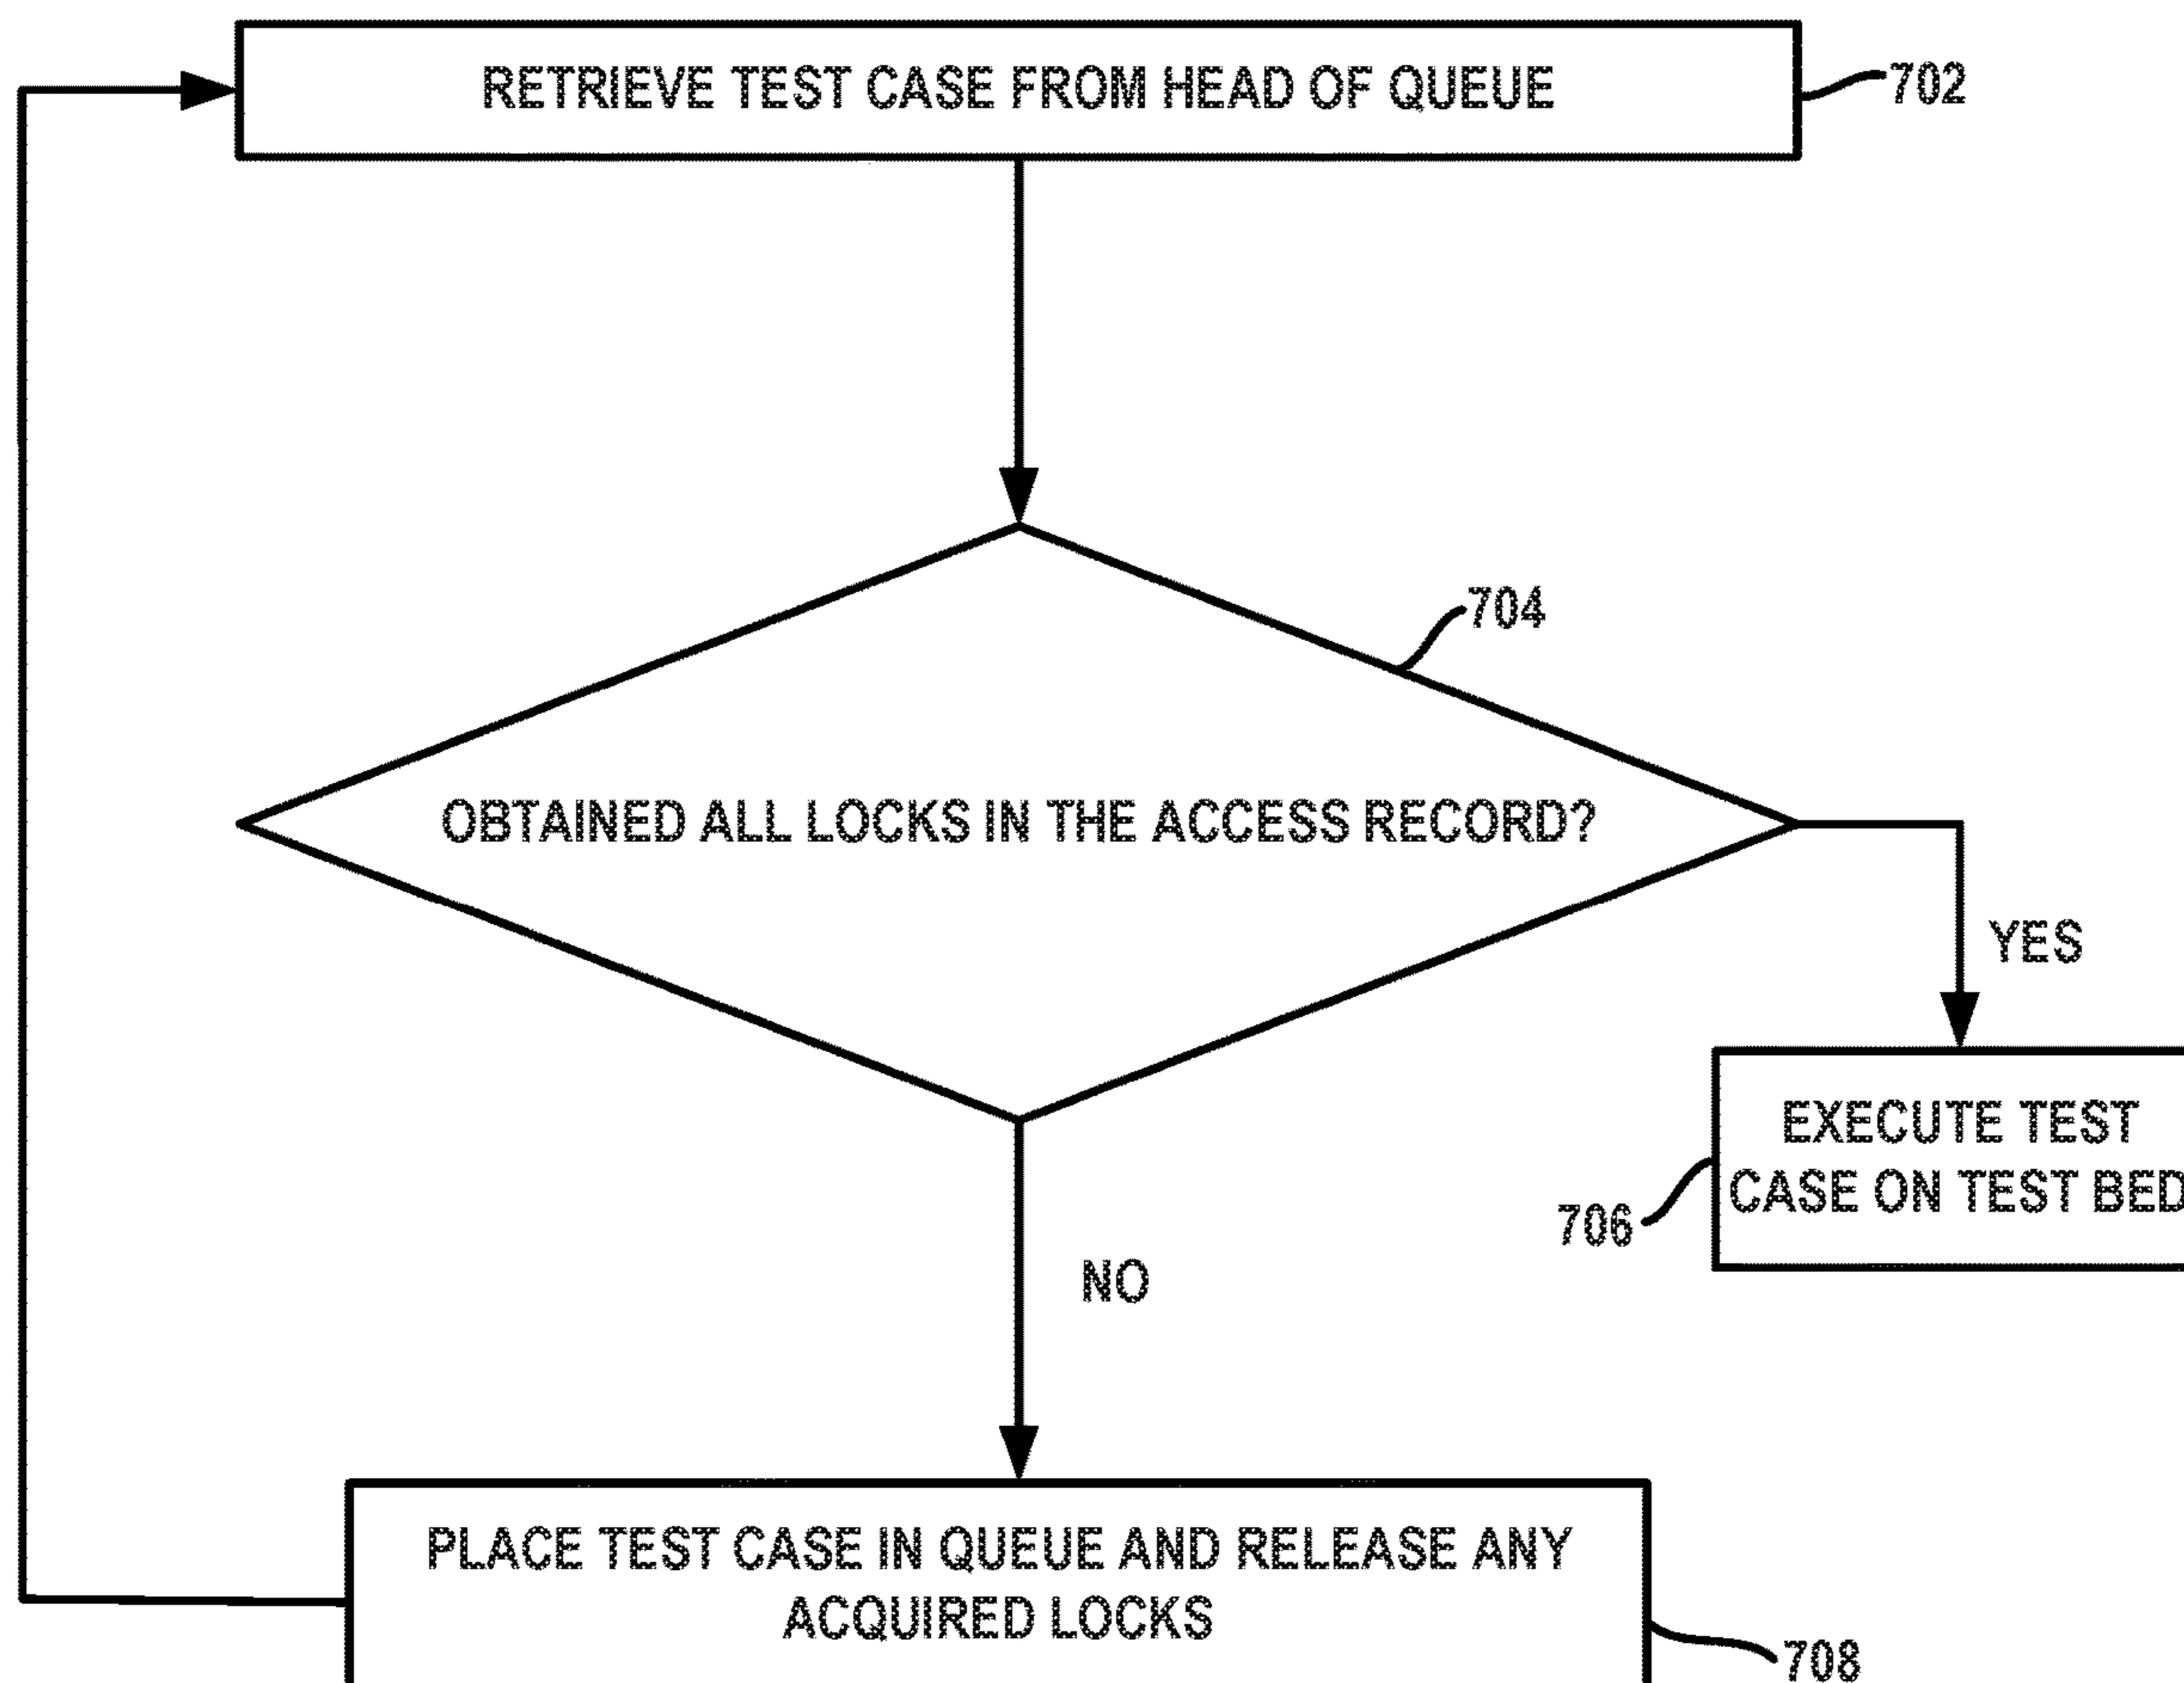 RETRIEVE TEST CASE FROM HEAD OF QUEUE
702
704
OBTAINED ALL LOCKS IN THE ACCESS RECORD?
YES
EXECUTE TEST
CASE ON TEST BED
706
NO
PLACE TEST CASE IN QUEUE AND RELEASE ANY
ACQUIRED LOCKS
708